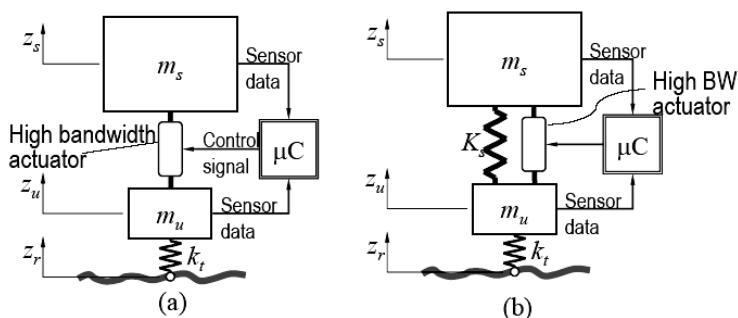 z_s
m_s
Sensor
data
High bandwidth
actuator
Control
signal
μC
z_u
m_u
Sensor
data
z_r
k_t
(a)
z_s
m_s
Sensor
data
High BW
actuator
K_s
μC
z_u
m_u
Sensor
data
z_r
k_t
(b)